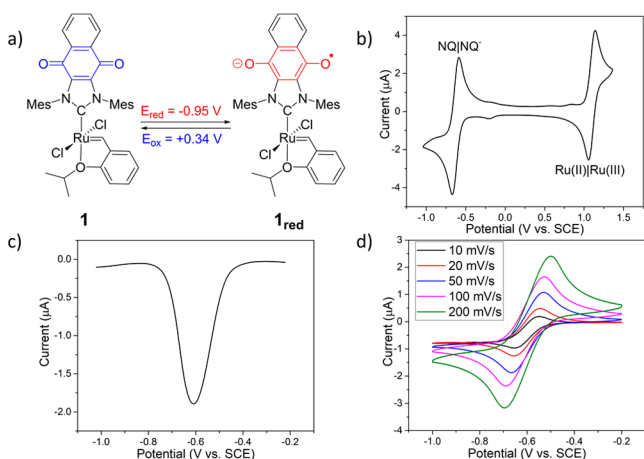 a)
O
O
Mes
N
N
Mes
C
Cl
Ru
Cl
O
1
E_red = -0.95 V
E_ox = +0.34 V
⊖
O
O•
Mes
N
N
Mes
C
Cl
Ru
Cl
O
1_red
b)
NQ|NQ⁻
Ru(II)|Ru(III)
4
2
0
-2
-4
Current (μA)
-1.0
-0.5
0.0
0.5
1.0
1.5
Potential (V vs. SCE)
c)
0.0
-0.5
-1.0
-1.5
-2.0
Current (μA)
-1.0
-0.8
-0.6
-0.4
-0.2
Potential (V vs. SCE)
d)
10 mV/s
20 mV/s
50 mV/s
100 mV/s
200 mV/s
3
2
1
0
-1
-2
-3
-4
Current (μA)
-1.0
-0.8
-0.6
-0.4
-0.2
Potential (V vs. SCE)